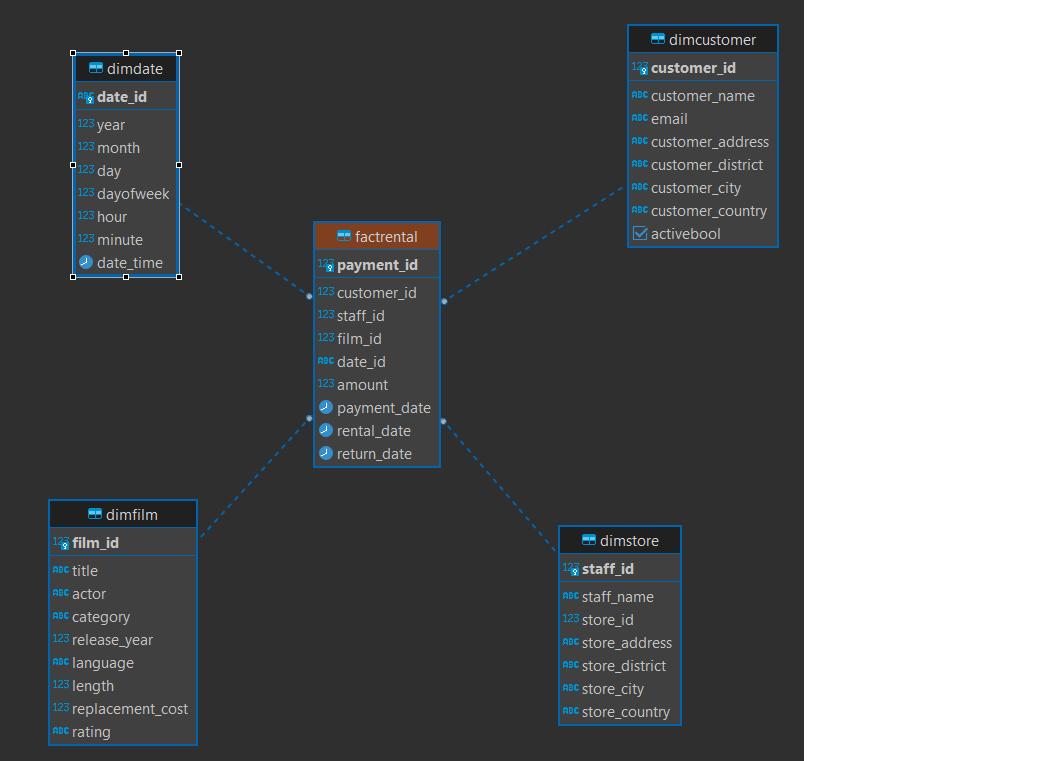 dimdate
ABC date_id
123 year
123 month
123 day
123 dayofweek
123 hour
123 minute
date_time
dimcustomer
123 customer_id
ABC customer_name
ABC email
ABC customer_address
ABC customer_district
ABC customer_city
ABC customer_country
activebool
factrental
123 payment_id
123 customer_id
123 staff_id
123 film_id
ABC date_id
123 amount
payment_date
rental_date
return_date
dimfilm
123 film_id
ABC title
ABC actor
ABC category
123 release_year
ABC language
123 length
123 replacement_cost
ABC rating
dimstore
123 staff_id
ABC staff_name
123 store_id
ABC store_address
ABC store_district
ABC store_city
ABC store_country